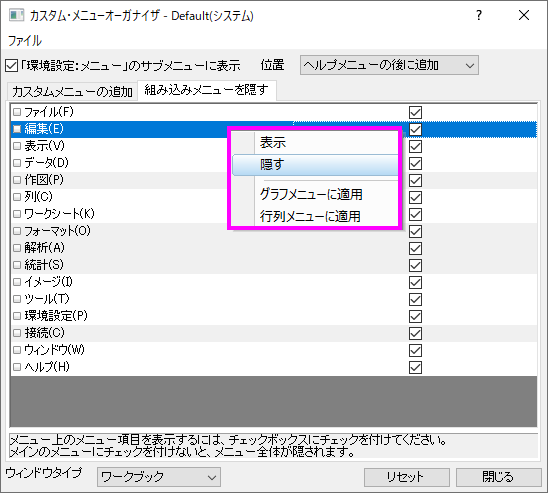 カスタム・メニューオーガナイザ - Default(システム)
ファイル
「環境設定：メニュー」のサブメニューに表示 位置 ヘルプメニューの後に追加
カスタムメニューの追加 組み込みメニューを隠す
ファイル(F)
編集(E)
表示(V)
データ(D)
作図(P)
列(C)
ワークシート(K)
フォーマット(O)
解析(A)
統計(S)
イメージ(I)
ツール(T)
環境設定(P)
接続(C)
ウィンドウ(W)
ヘルプ(H)
表示
隠す
グラフメニューに適用
行列メニューに適用
メニュー上のメニュー項目を表示するには、チェックボックスにチェックを付けてください。
メインのメニューにチェックを付けないと、メニュー全体が隠されます。
ウィンドウタイプ ワークブック リセット 閉じる